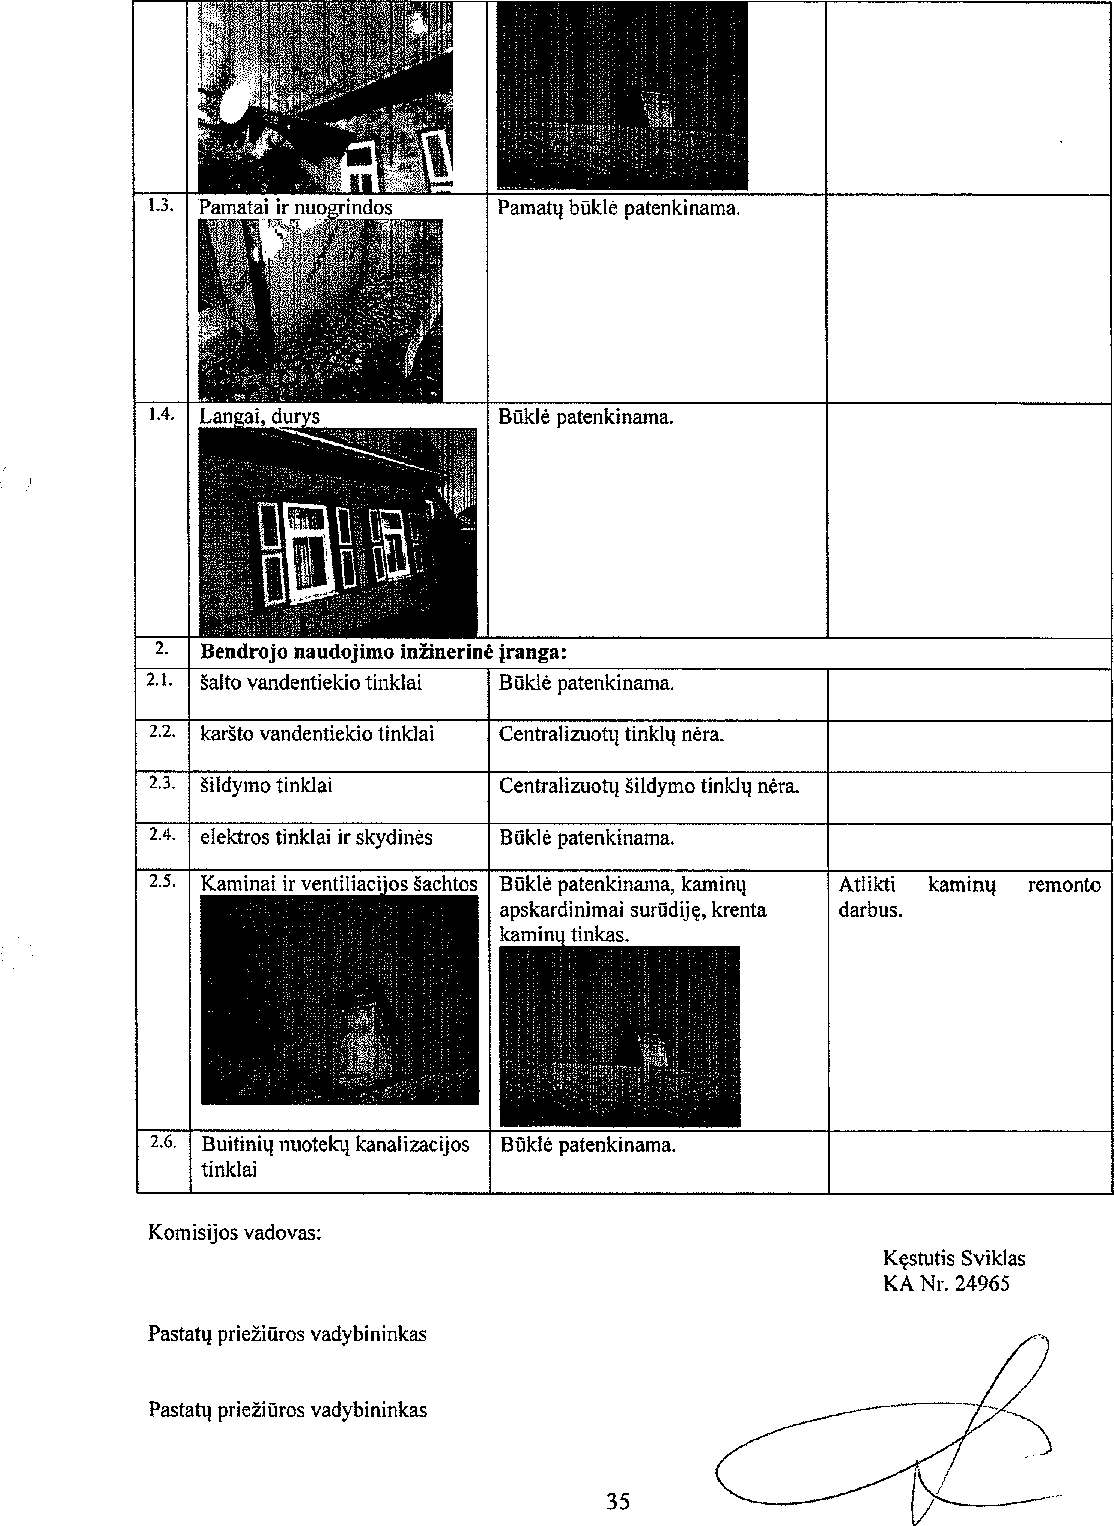 1.3. Pamatai ir nuogrindos Pamatų būklė patenkinama.
1.4. Langai, durys Būklė patenkinama.
2. Bendrojo naudojimo inžinerinė įranga:
2.1. šalto vandentiekio tinklai Būklė patenkinama.
2.2. karšto vandentiekio tinklai Centralizuotų tinklų nėra.
2.3. šildymo tinklai Centralizuotų šildymo tinklų nėra.
2.4. elektros tinklai ir skydinės Būklė patenkinama.
2.5. Kaminai ir ventiliacijos šachtos Būklė patenkinama, kaminų Atlikti kaminų remonto
apskardinimai surūdiję, krenta darbus.
kaminų tinkas.
2.6. Buitinių nuotekų kanalizacijos Būklė patenkinama.
tinklai
Komisijos vadovas:
Kęstutis Sviklas
KA Nr. 24965
Pastatų priežiūros vadybininkas
Pastatų priežiūros vadybininkas
35